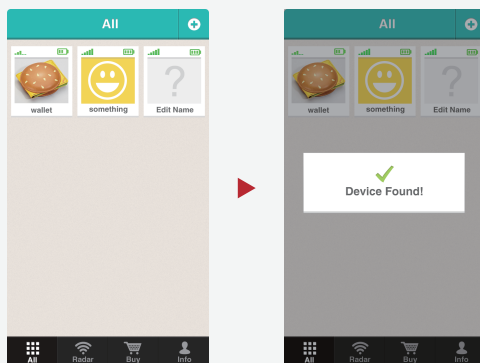 All
wallet
something
Edit Name
All
Radar
Buy
Info
All
wallet
something
Edit Name
Device Found!
All
Radar
Buy
Info